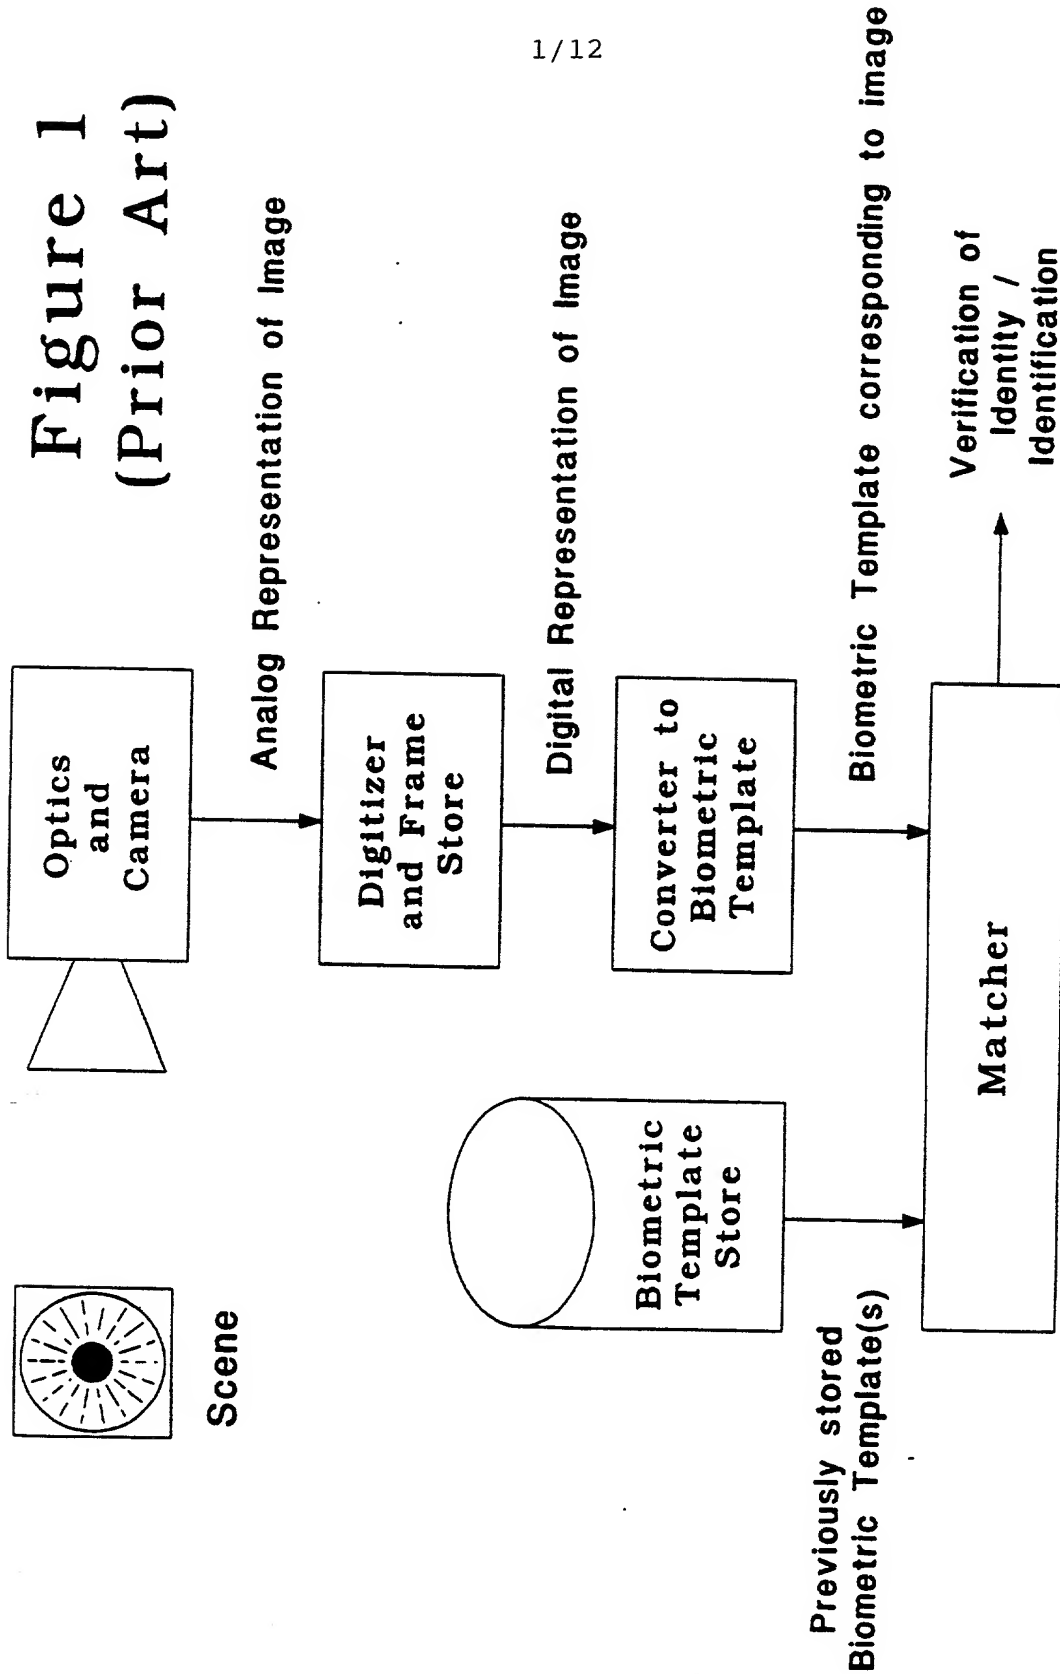 1/12
Figure 1
(Prior Art)
Scene
Optics
and
Camera
Analog Representation of Image
Digitizer
and Frame
Store
Digital Representation of Image
Converter to
Biometric
Template
Biometric Template corresponding to image
Biometric
Template
Store
Previously stored
Biometric Template(s)
Matcher
Verification of
Identity /
Identification